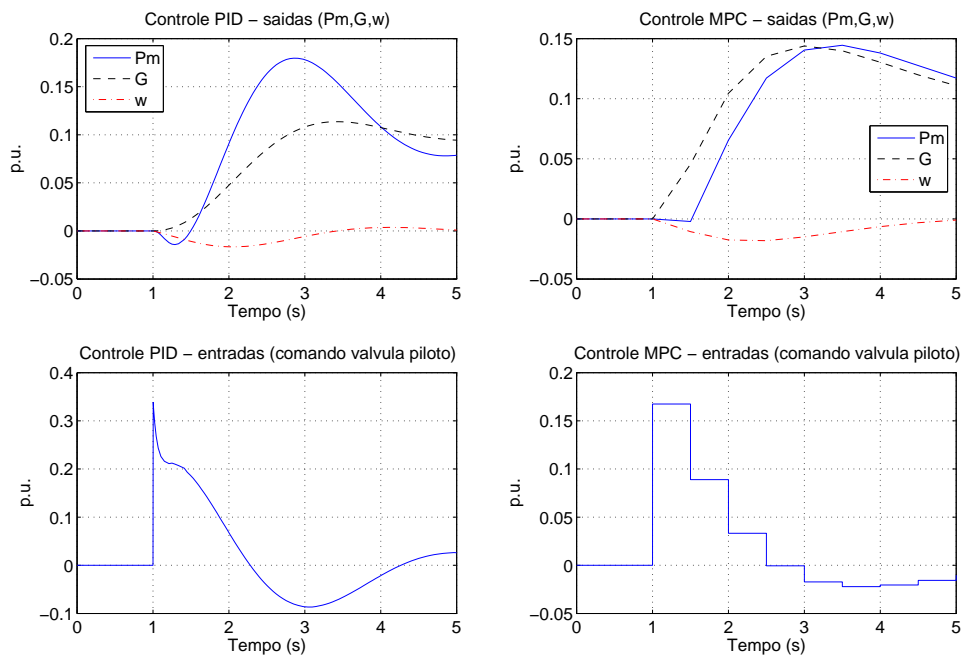 Controle PID − saidas (Pm,G,w)
0.2
0.15
0.1
0.05
0
−0.05
p.u.
Pm
G
w
0 1 2 3 4 5
Tempo (s)
Controle MPC − saidas (Pm,G,w)
0.15
0.1
0.05
0
−0.05
p.u.
Pm
G
w
0 1 2 3 4 5
Tempo (s)
Controle PID − entradas (comando valvula piloto)
0.4
0.3
0.2
0.1
0
−0.1
p.u.
0 1 2 3 4 5
Tempo (s)
Controle MPC − entradas (comando valvula piloto)
0.2
0.15
0.1
0.05
0
−0.05
p.u.
0 1 2 3 4 5
Tempo (s)